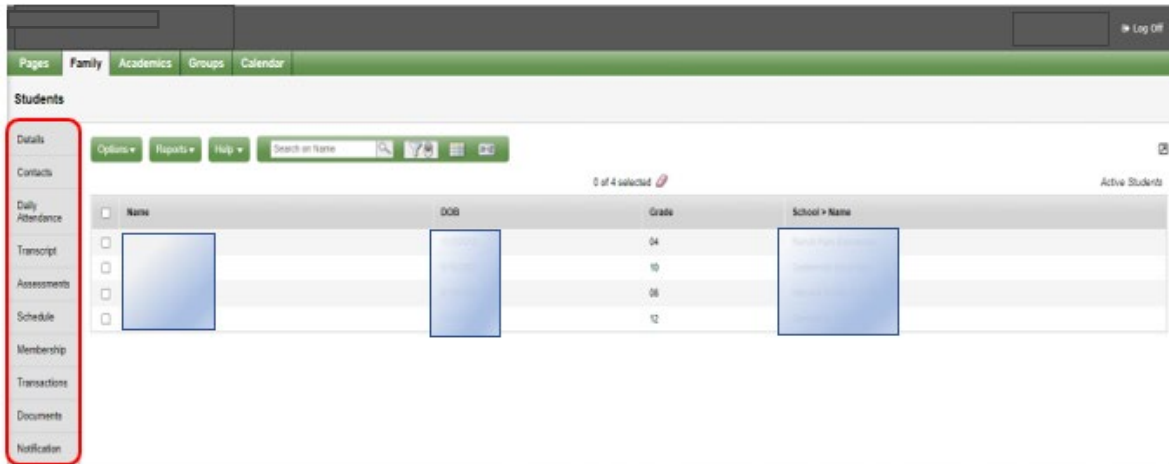 Log Off
Pages Family Academics Groups Calendar
Students
Details
Contacts
Daily
Attendance
Transcript
Assessments
Schedule
Membership
Transactions
Documents
Notification
Options Reports Help Search on Name
0 of 4 selected
Active Students
Name DOB Grade School > Name
04
10
08
12